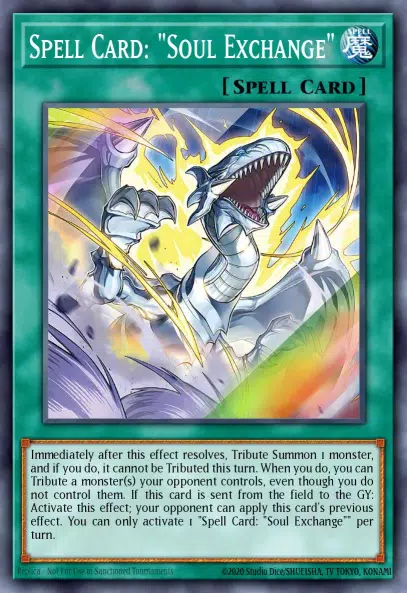 Spell Card: "Soul Exchange"
SPELL
魔
[Spell Card]
Immediately after this effect resolves, Tribute Summon 1 monster,
and if you do, it cannot be Tributed this turn. When you do, you can
Tribute a monster(s) your opponent controls, even though you do
not control them. If this card is sent from the field to the GY:
Activate this effect; your opponent can apply this card's previous
effect. You can only activate 1 "Spell Card: "Soul Exchange"" per
turn.
Replica - Not For Use in Sanctioned Tournaments
©2020 Studio Dice/SHUEISHA, TV TOKYO, KONAMI